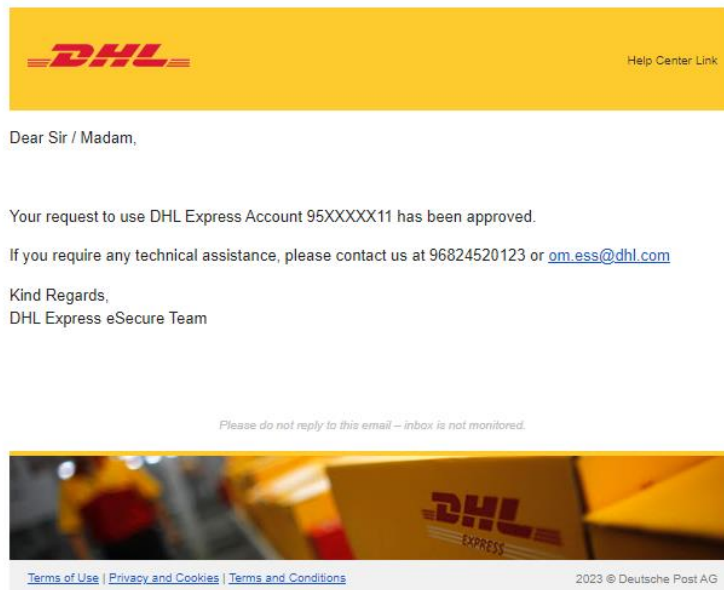 DHL
Help Center Link
Dear Sir / Madam,
Your request to use DHL Express Account 95XXXXX11 has been approved.
If you require any technical assistance, please contact us at 96824520123 or om.ess@dhl.com
Kind Regards,
DHL Express eSecure Team
Please do not reply to this email – inbox is not monitored.
DHL
EXPRESS
Terms of Use | Privacy and Cookies | Terms and Conditions
2023 © Deutsche Post AG